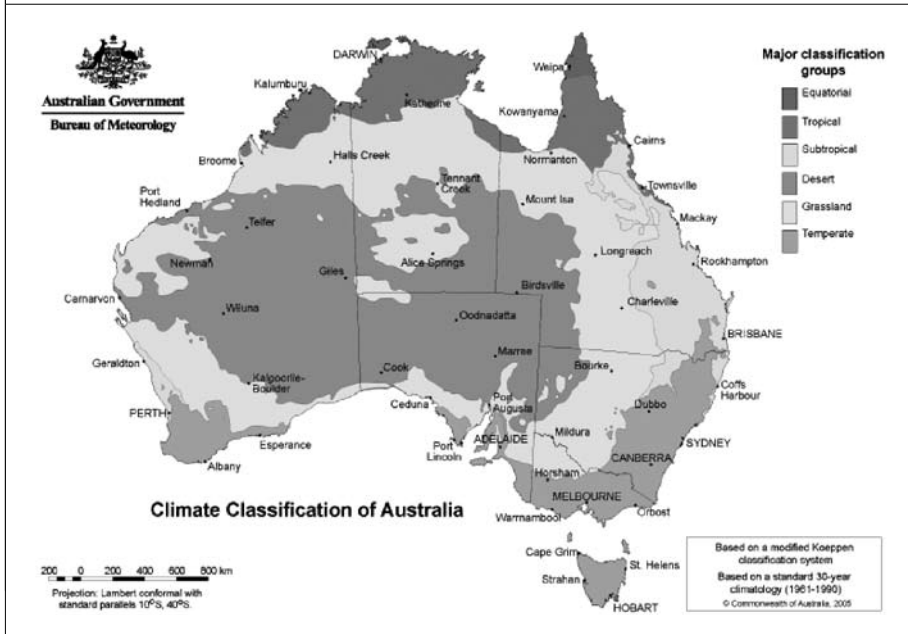 Australian Government
Bureau of Meteorology
Major classification
groups
Equatorial
Tropical
Subtropical
Desert
Grassland
Temperate
DARWIN
Weipa
Kalumburu
Katherine
Kowanyama
Cairns
Broome
Halls Creek
Normanton
Tennant
Creek
Townsville
Port
Hedland
Mount Isa
Mackay
Telfer
Longreach
Newman
Alice Springs
Rockhampton
Giles
Birdsville
Carnarvon
Wiluna
Charleville
Oodnadatta
BRISBANE
Marree
Geraldton
Bourke
Kalgoorlie-
Boulder
Cook
Coffs
Harbour
Ceduna
Port
Augusta
Dubbo
PERTH
Esperance
Port
Lincoln
ADELAIDE
Mildura
SYDNEY
Albany
CANBERRA
Horsham
MELBOURNE
Warrnambool
Orbost
Climate Classification of Australia
Cape Grim
St. Helens
Strahan
HOBART
200 0 200 400 600 800 km
Projection: Lambert conformal with
standard parallels 10°S, 40°S.
Based on a modified Koeppen
classification system
Based on a standard 30-year
climatology (1961-1990)
© Commonwealth of Australia, 2005